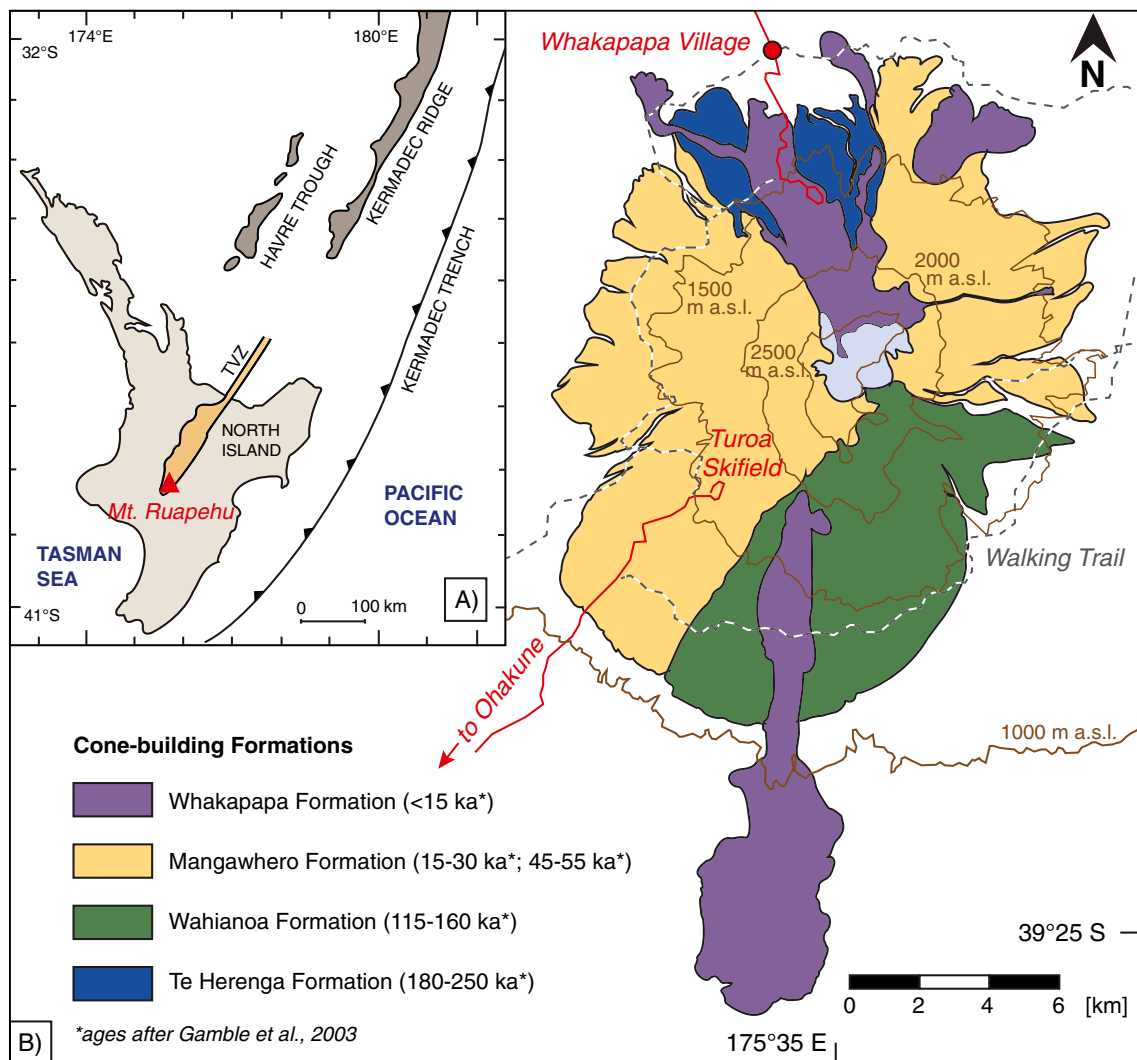 174°E
180°E
32°S
HAVRE TROUGH
KERMADEC RIDGE
KERMADEC TRENCH
TVZ
NORTH
ISLAND
Mt. Ruapehu
PACIFIC
OCEAN
TASMAN
SEA
0 100 km
41°S
A)
Whakapapa Village
N
2000
m a.s.l.
1500
m a.s.l.
2500
m a.s.l.
Turoa
Skifield
Walking Trail
to Ohakune
1000 m a.s.l.
Cone-building Formations
Whakapapa Formation (<15 ka*)
Mangawhero Formation (15-30 ka*; 45-55 ka*)
Wahianoa Formation (115-160 ka*)
Te Herenga Formation (180-250 ka*)
39°25 S
0 2 4 6 [km]
B)
*ages after Gamble et al., 2003
175°35 E